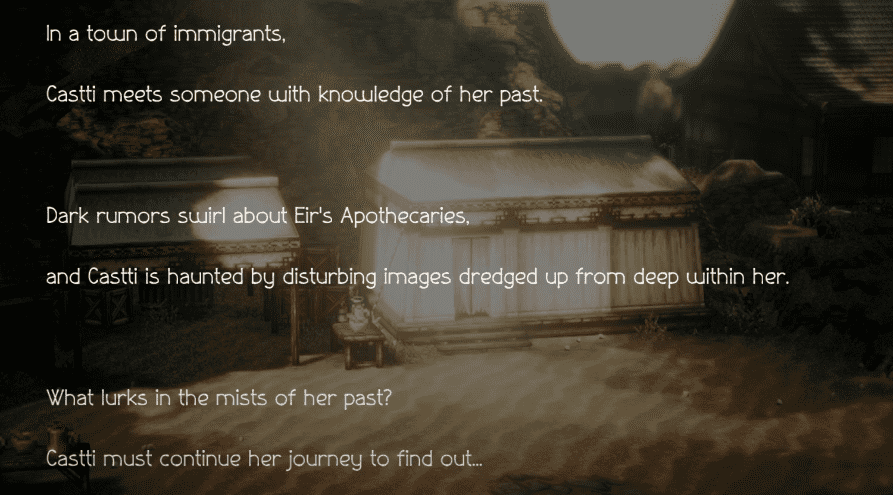 In a town of immigrants,
Castti meets someone with knowledge of her past.
Dark rumors swirl about Eir's Apothecaries,
and Castti is haunted by disturbing images dredged up from deep within her.
What lurks in the mists of her past?
Castti must continue her journey to find out...